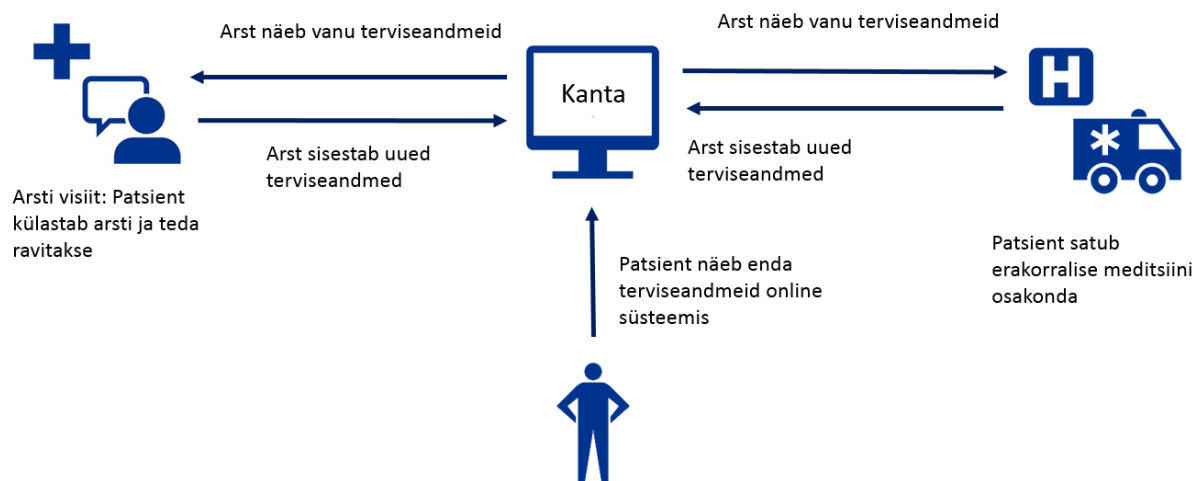 Arst näeb vanu terviseandmeid
Arst näeb vanu terviseandmeid
Kanta
Arst sisestab uued
terviseandmed
Arst sisestab uued
terviseandmed
Arsti visiit: Patsient
külastab arsti ja teda
ravitakse
Patsient satub
erakorralise meditsiini
osakonda
Patsient näeb enda
terviseandmeid online
süsteemis
H